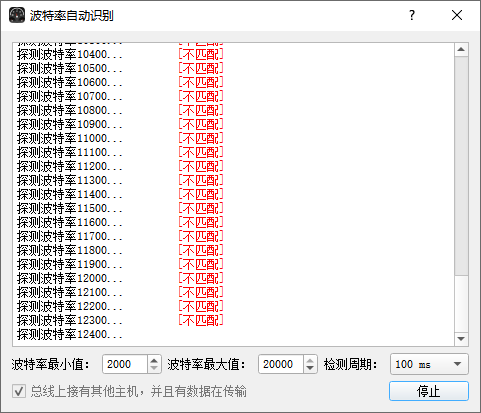 波特率自动识别
探测波特率10400... [不匹配]
探测波特率10500... [不匹配]
探测波特率10600... [不匹配]
探测波特率10700... [不匹配]
探测波特率10800... [不匹配]
探测波特率10900... [不匹配]
探测波特率11000... [不匹配]
探测波特率11100... [不匹配]
探测波特率11200... [不匹配]
探测波特率11300... [不匹配]
探测波特率11400... [不匹配]
探测波特率11500... [不匹配]
探测波特率11600... [不匹配]
探测波特率11700... [不匹配]
探测波特率11800... [不匹配]
探测波特率11900... [不匹配]
探测波特率12000... [不匹配]
探测波特率12100... [不匹配]
探测波特率12200... [不匹配]
探测波特率12300... [不匹配]
探测波特率12400...
波特率最小值： 2000 波特率最大值： 20000 检测周期： 100 ms
总线上接有其他主机，并且有数据在传输 停止